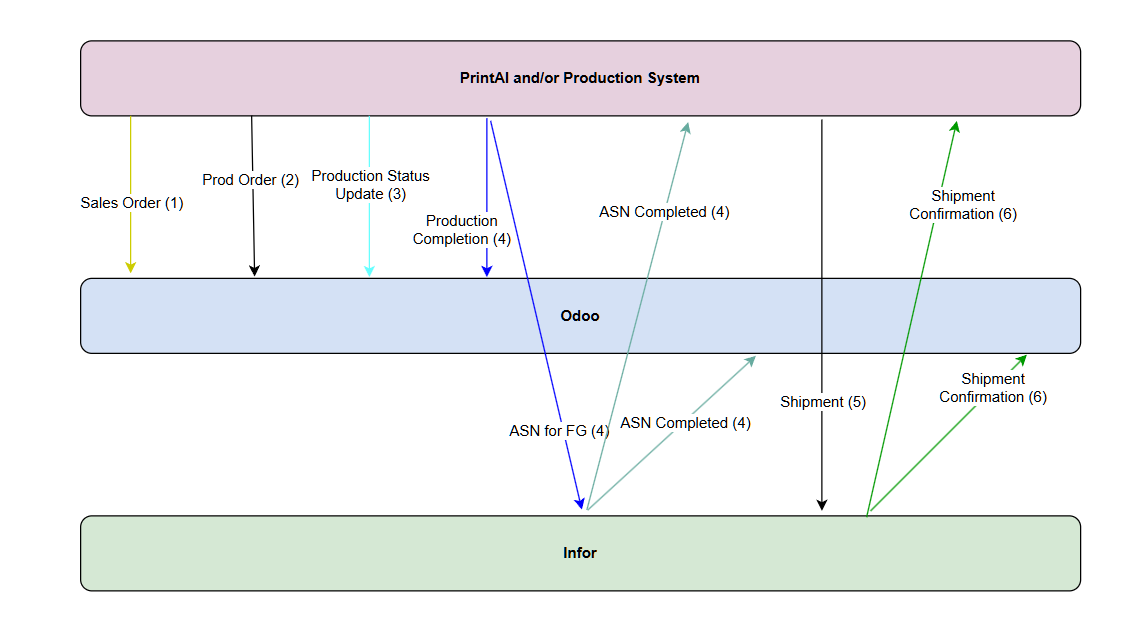 PrintAI and/or Production System
Sales Order (1)
Prod Order (2)
Production Status
Update (3)
Production
Completion (4)
ASN Completed (4)
Shipment
Confirmation (6)
Odoo
ASN for FG (4)
ASN Completed (4)
Shipment (5)
Shipment
Confirmation (6)
Infor